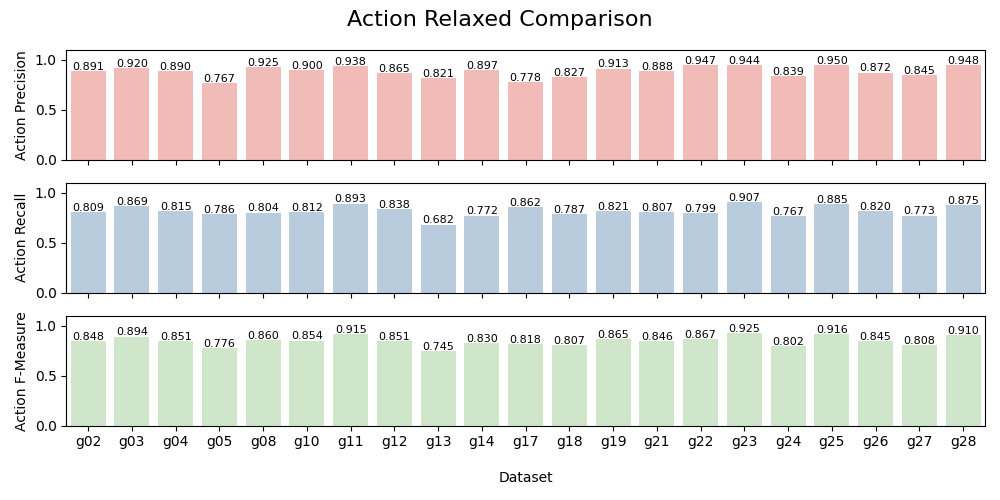 Action Relaxed Comparison
Action Precision
1.0
0.5
0.0
0.891 0.920 0.890 0.767 0.925 0.900 0.938 0.865 0.821 0.897 0.778 0.827 0.913 0.888 0.947 0.944 0.839 0.950 0.872 0.845 0.948
Action Recall
1.0
0.5
0.0
0.809 0.869 0.815 0.786 0.804 0.812 0.893 0.838 0.682 0.772 0.862 0.787 0.821 0.807 0.799 0.907 0.767 0.885 0.820 0.773 0.875
Action F-Measure
1.0
0.5
0.0
0.848 0.894 0.851 0.776 0.860 0.854 0.915 0.851 0.745 0.830 0.818 0.807 0.865 0.846 0.867 0.925 0.802 0.916 0.845 0.808 0.910
g02 g03 g04 g05 g08 g10 g11 g12 g13 g14 g17 g18 g19 g21 g22 g23 g24 g25 g26 g27 g28
Dataset